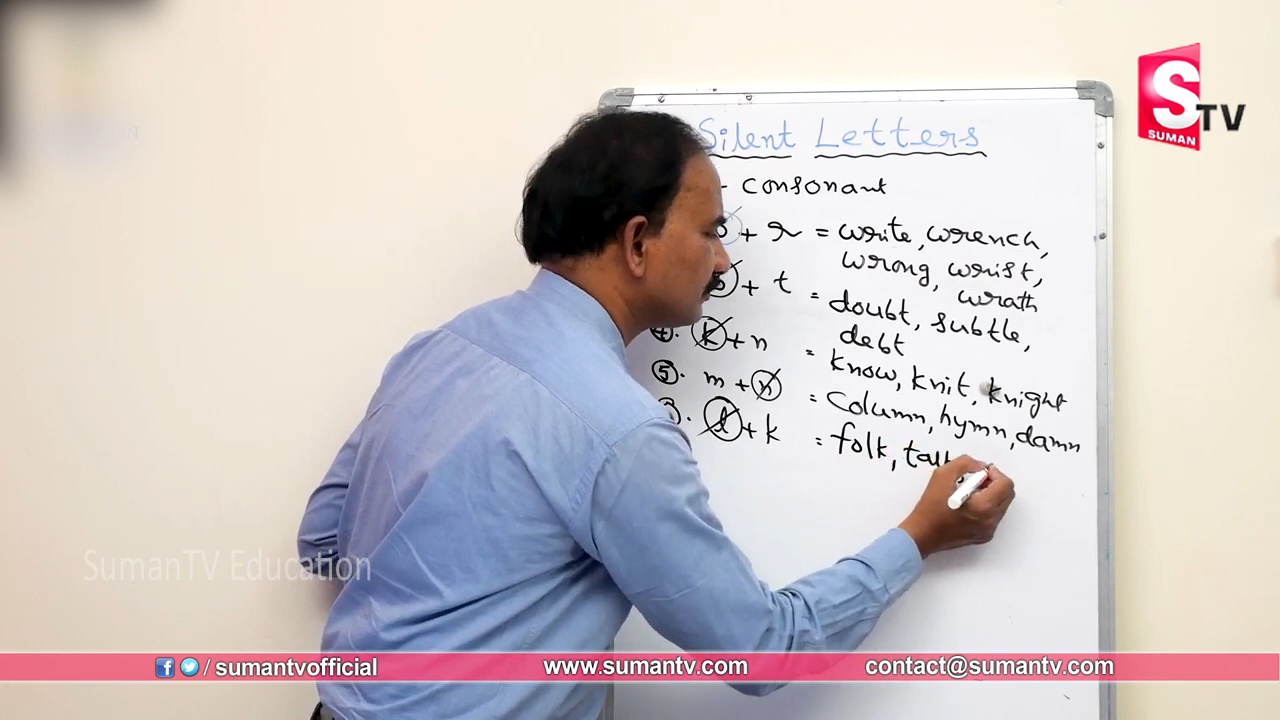 S
TV
SUMAN
Silent Letters
- consonant
+ r = write, wrench,
wrong, wrist,
wrath
b + t = doubt, subtle,
debt
4. k + n = know, knit, knight
5. m + n = column, hymn, damn
l + k = folk,
SumanTV Education
/ sumantvofficial
www.sumantv.com
contact@sumantv.com